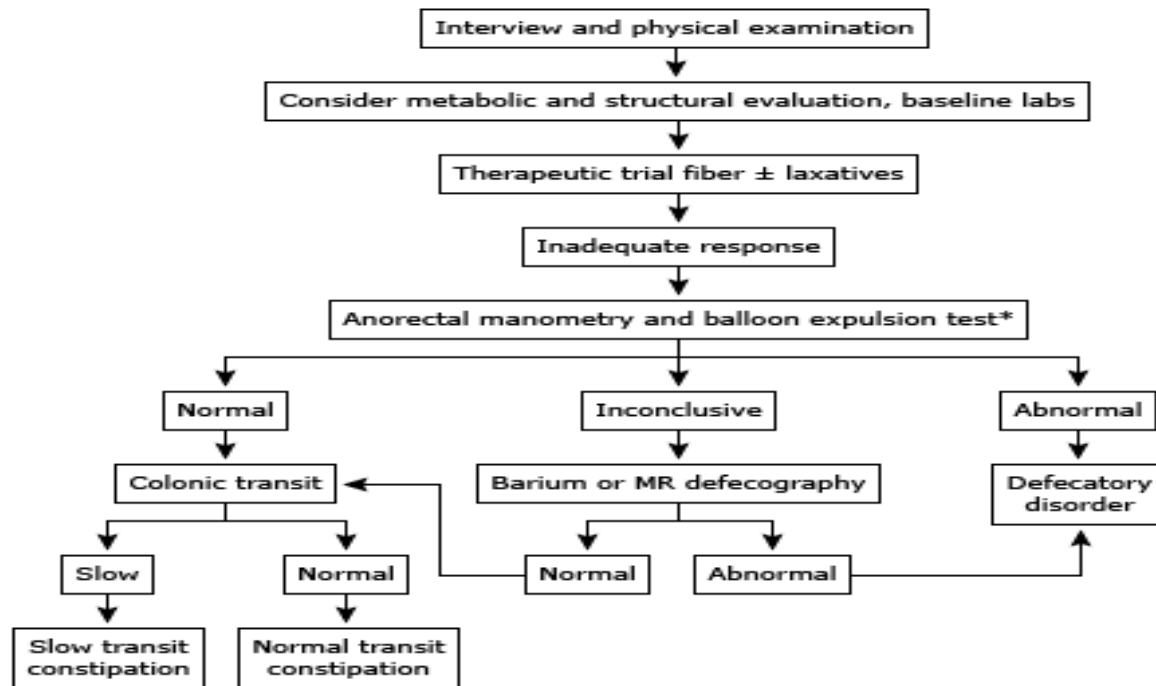 Interview and physical examination
Consider metabolic and structural evaluation, baseline labs
Therapeutic trial fiber ± laxatives
Inadequate response
Anorectal manometry and balloon expulsion test*
Normal
Inconclusive
Abnormal
Colonic transit
Barium or MR defecography
Defecatory
disorder
Slow
Normal
Normal
Abnormal
Slow transit
constipation
Normal transit
constipation